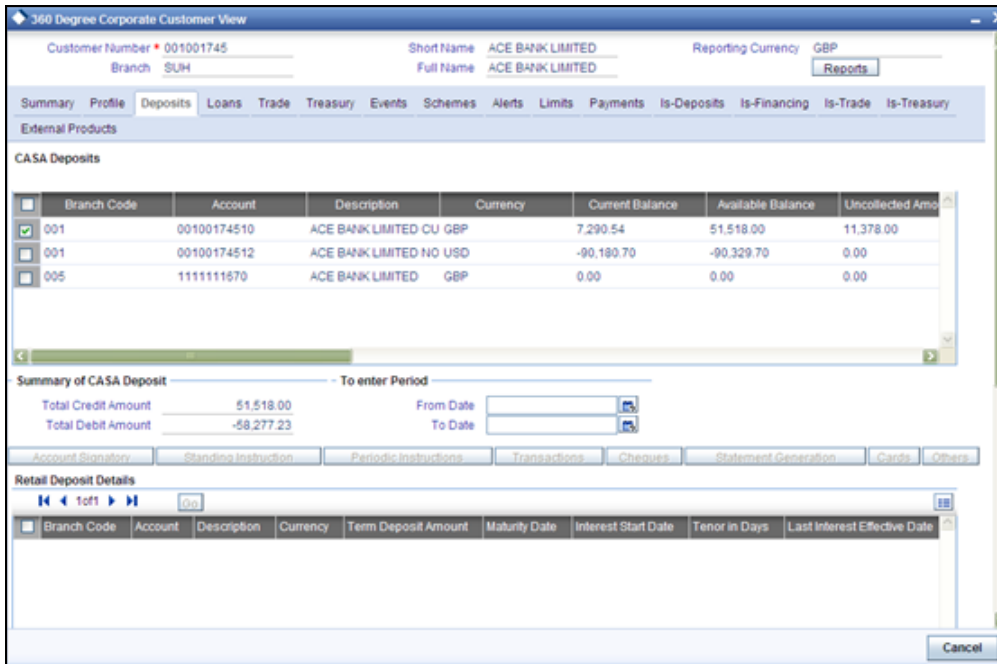 360 Degree Corporate Customer View
Customer Number * 001001745 Short Name ACE BANK LIMITED Reporting Currency GBP
Branch SUH Full Name ACE BANK LIMITED Reports
Summary Profile Deposits Loans Trade Treasury Events Schemes Alerts Limits Payments Is-Deposits Is-Financing Is-Trade Is-Treasury
External Products
CASA Deposits
Branch Code Account Description Currency Current Balance Available Balance Uncollected Amo
001 00100174510 ACE BANK LIMITED CU GBP 7,290.54 51,518.00 11,378.00
001 00100174512 ACE BANK LIMITED NO USD -90,180.70 -90,329.70 0.00
005 1111111670 ACE BANK LIMITED GBP 0.00 0.00 0.00
Summary of CASA Deposit To enter Period
Total Credit Amount 51,518.00 From Date
Total Debit Amount -58,277.23 To Date
Account Signatory Standing Instruction Periodic Instructions Transactions Cheques Statement Generation Cards Others
Retail Deposit Details
1of1 Go
Branch Code Account Description Currency Term Deposit Amount Maturity Date Interest Start Date Tenor in Days Last Interest Effective Date
Cancel